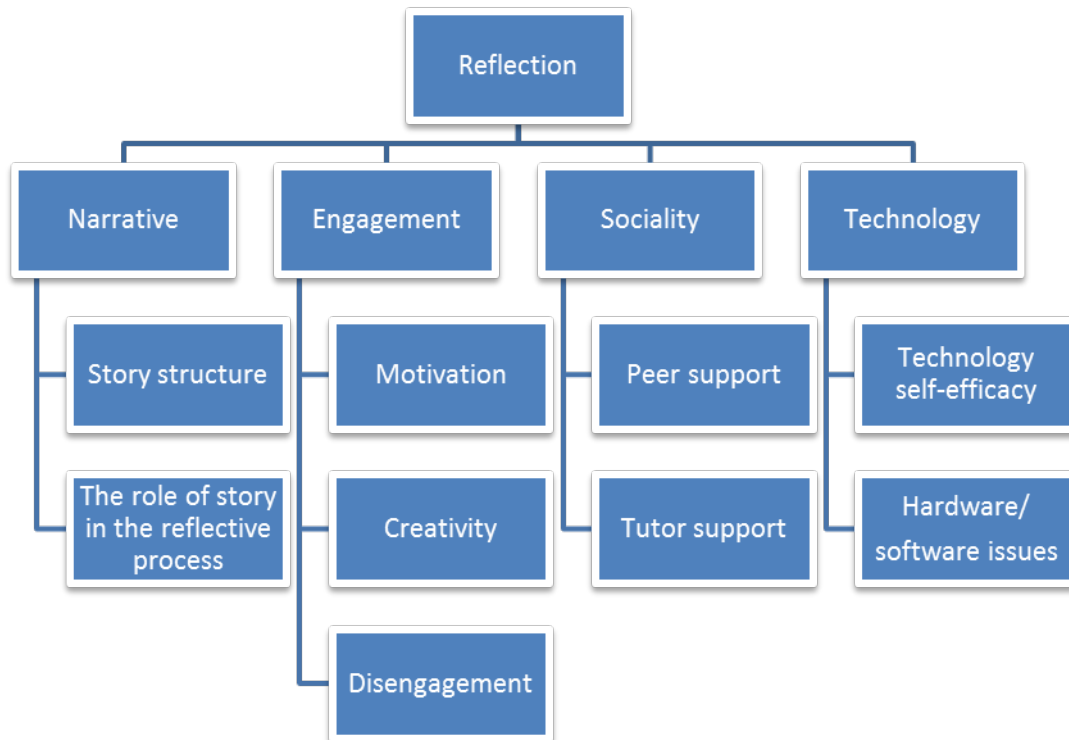 Reflection
Narrative
Engagement
Sociality
Technology
Story structure
Motivation
Peer support
Technology
self-efficacy
The role of story
in the reflective
process
Creativity
Tutor support
Hardware/
software issues
Disengagement